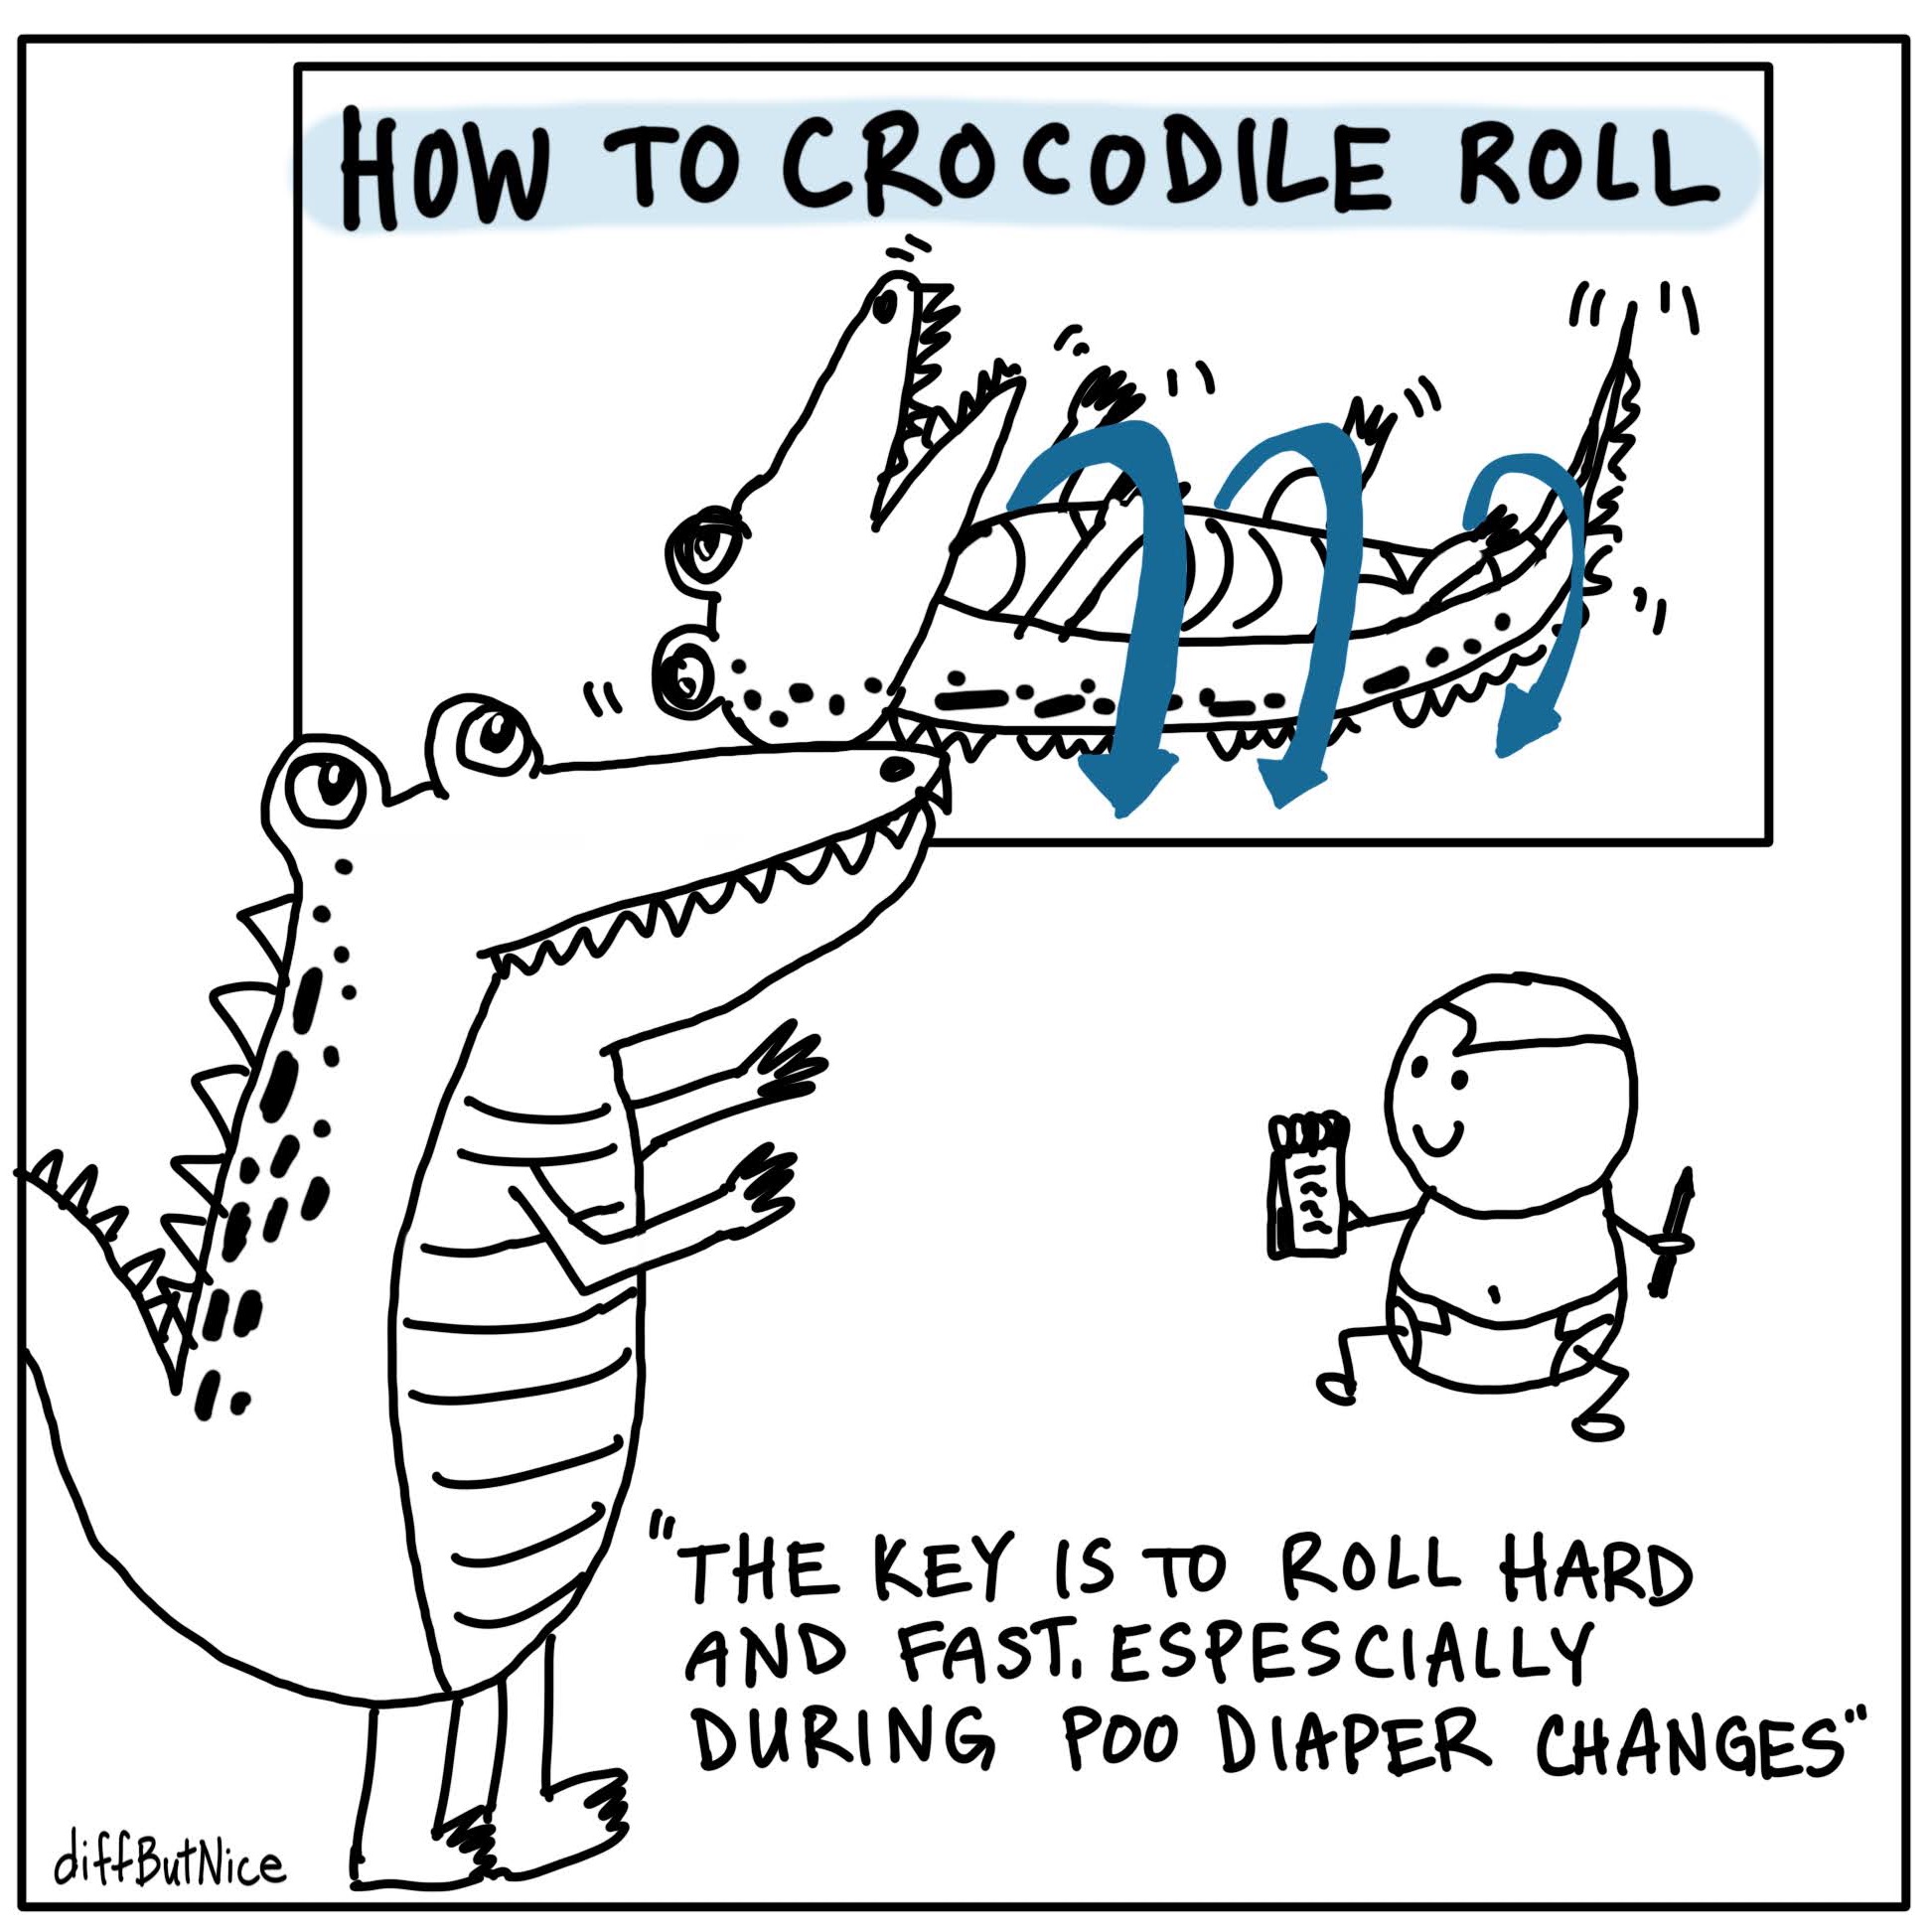 HOW TO CROCODILE ROLL
"THE KEY IS TO ROLL HARD
AND FAST. ESPESCIALLY
DURING POO DIAPER CHANGES"
diffButNice